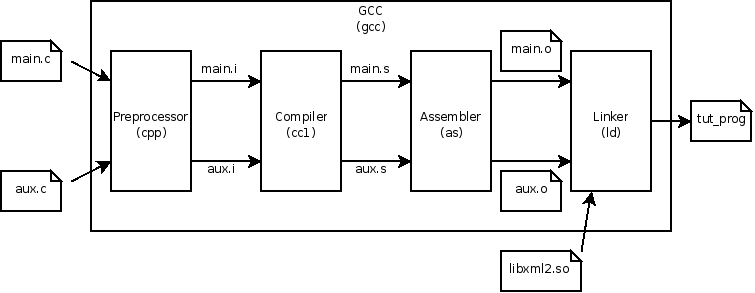 GCC
(gcc)
main.c
main.o
main.i
main.s
Preprocessor
(cpp)
Compiler
(cc1)
Assembler
(as)
Linker
(ld)
tut_prog
aux.i
aux.s
aux.c
aux.o
libxml2.so